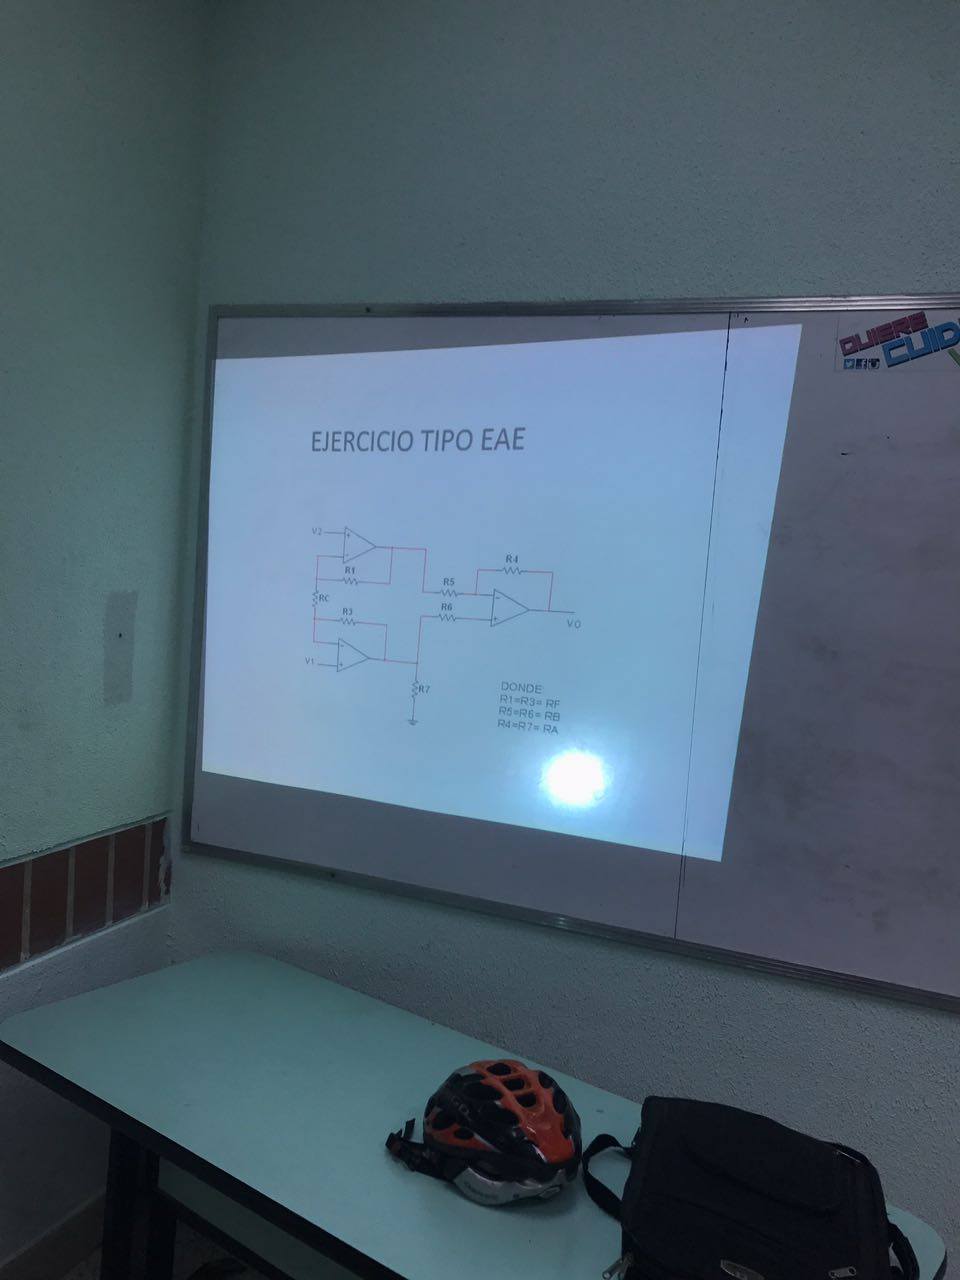 QUIERE
CUID
EJERCICIO TIPO EAE
V2
+
-
R1
RC
R3
-
V1
+
R5
R4
R6
-
+
VO
R7
DONDE
R1=R3= RF
R5=R6= RB
R4=R7= RA